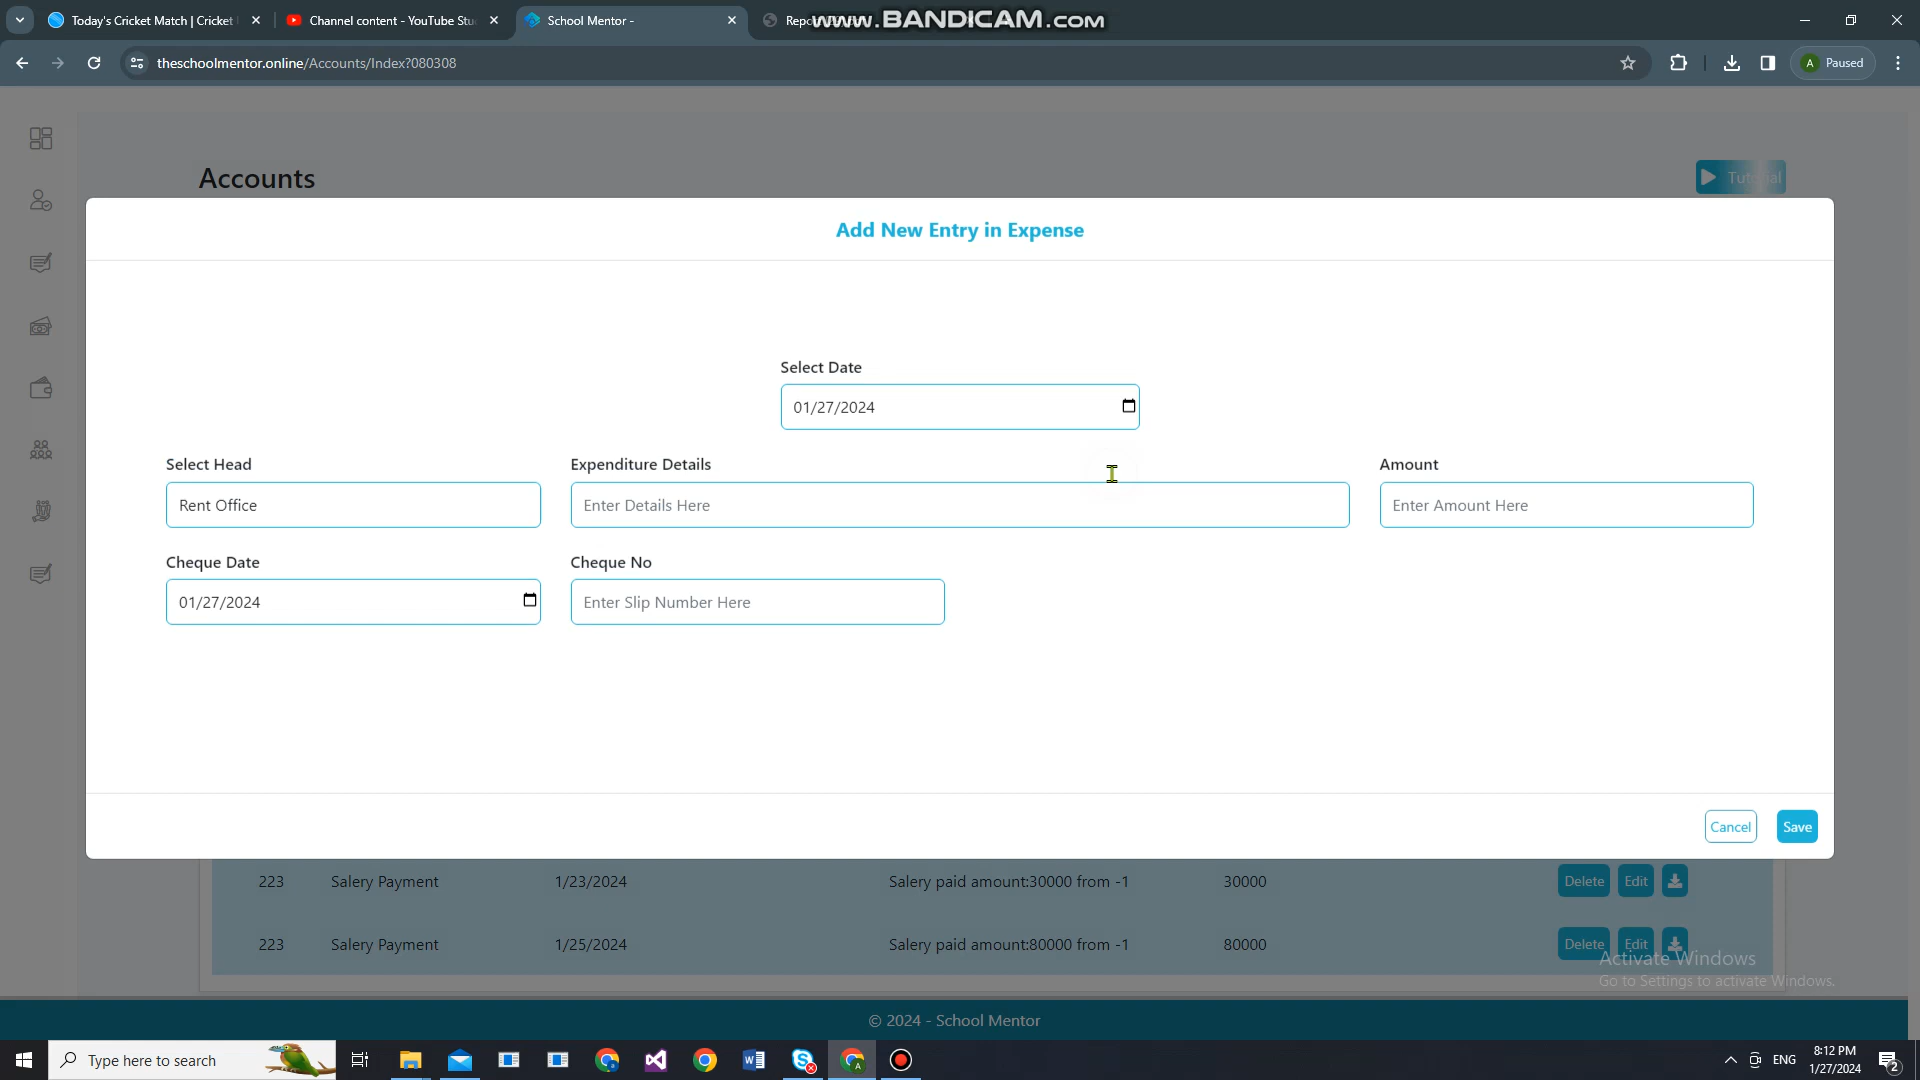 Today's Cricket Match | Cricket
Channel content - YouTube Stu
School Mentor -
Repo
www.BANDICAM.com
theschoolmentor.online/Accounts/Index?080308
A Paused
Accounts
Add New Entry in Expense
Select Date
01/27/2024
Select Head
Expenditure Details
Amount
Rent Office
Enter Details Here
Enter Amount Here
Cheque Date
Cheque No
01/27/2024
Enter Slip Number Here
Cancel
Save
223 Salery Payment 1/23/2024 Salery paid amount:30000 from -1 30000 Delete Edit
223 Salery Payment 1/25/2024 Salery paid amount:80000 from -1 80000 Delete Edit
Activate Windows
Go to Settings to activate Windows.
© 2024 - School Mentor
Type here to search
ENG
8:12 PM
1/27/2024
2